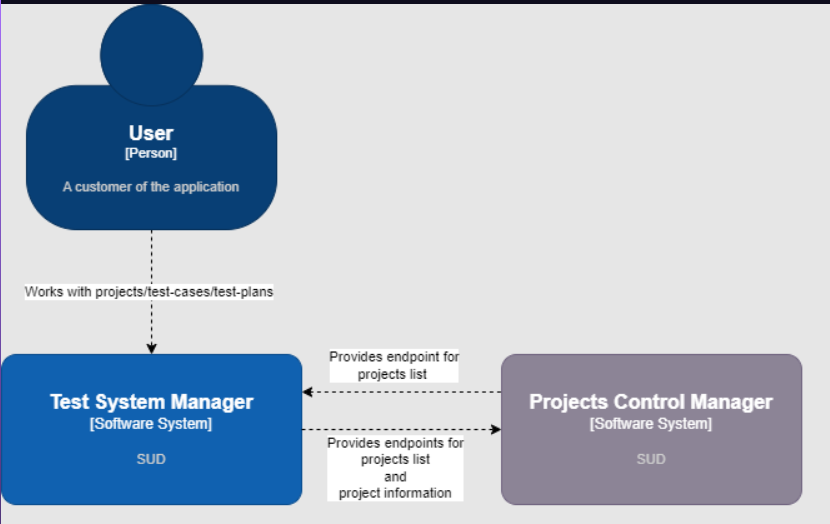 User
[Person]
A customer of the application
Works with projects/test-cases/test-plans
Test System Manager
[Software System]
SUD
Provides endpoint for
projects list
Provides endpoints for
projects list
and
project information
Projects Control Manager
[Software System]
SUD